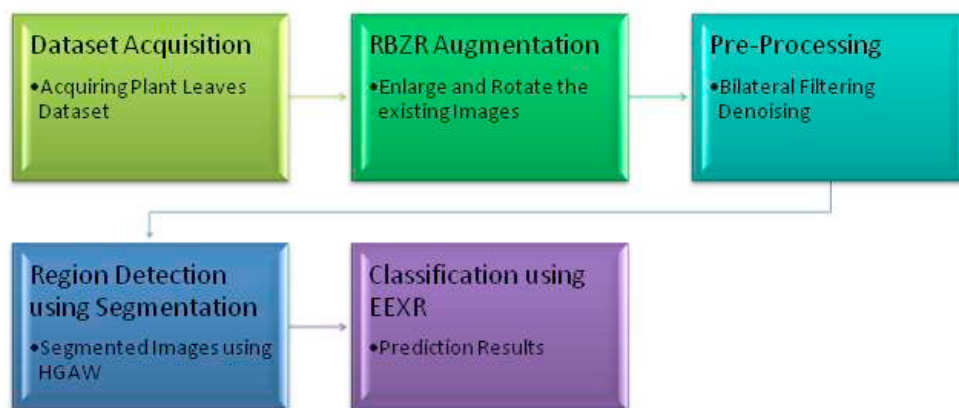 Dataset Acquisition
•Acquiring Plant Leaves
Dataset
RBZR Augmentation
•Enlarge and Rotate the
existing Images
Pre-Processing
•Bilateral Filtering
Denoising
Region Detection
using Segmentation
•Segmented Images using
HGAW
Classification using
EEXR
•Prediction Results